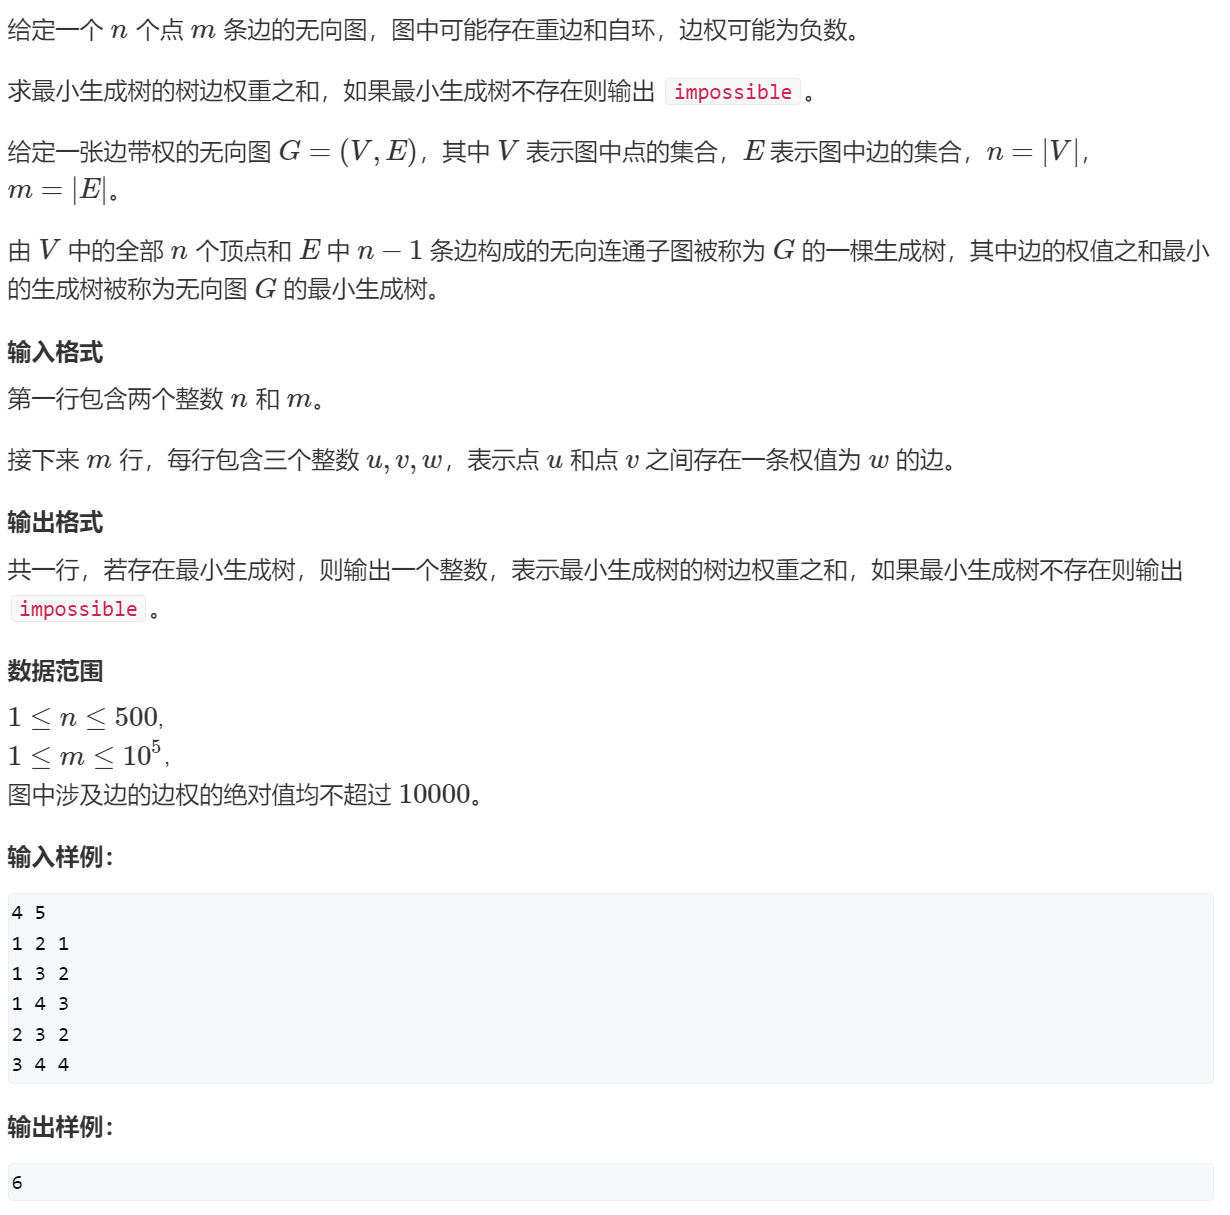 给定一个 n 个点 m 条边的无向图，图中可能存在重边和自环，边权可能为负数。
求最小生成树的树边权重之和，如果最小生成树不存在则输出 impossible 。
给定一张边带权的无向图 G = (V, E)，其中 V 表示图中点的集合，E 表示图中边的集合，n = |V|，
m = |E|。
由 V 中的全部 n 个顶点和 E 中 n − 1 条边构成的无向连通子图被称为 G 的一棵生成树，其中边的权值之和最小
的生成树被称为无向图 G 的最小生成树。
输入格式
第一行包含两个整数 n 和 m。
接下来 m 行，每行包含三个整数 u, v, w，表示点 u 和点 v 之间存在一条权值为 w 的边。
输出格式
共一行，若存在最小生成树，则输出一个整数，表示最小生成树的树边权重之和，如果最小生成树不存在则输出
impossible 。
数据范围
1 ≤ n ≤ 500,
1 ≤ m ≤ 10⁵,
图中涉及边的边权的绝对值均不超过 10000。
输入样例：
4 5
1 2 1
1 3 2
1 4 3
2 3 2
3 4 4
输出样例：
6